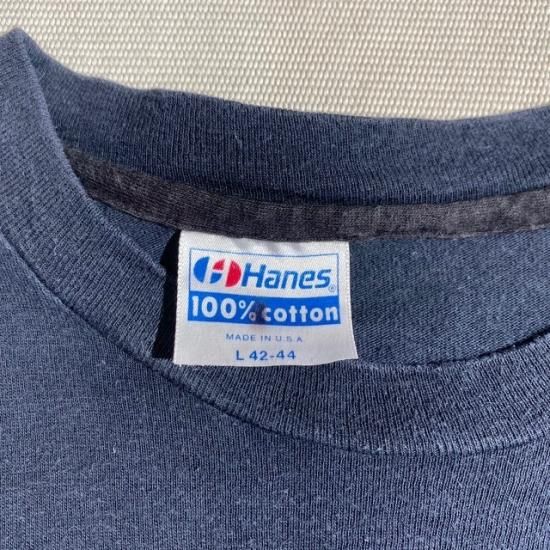 Hanes®
100% cotton
MADE IN U.S.A.
L 42-44